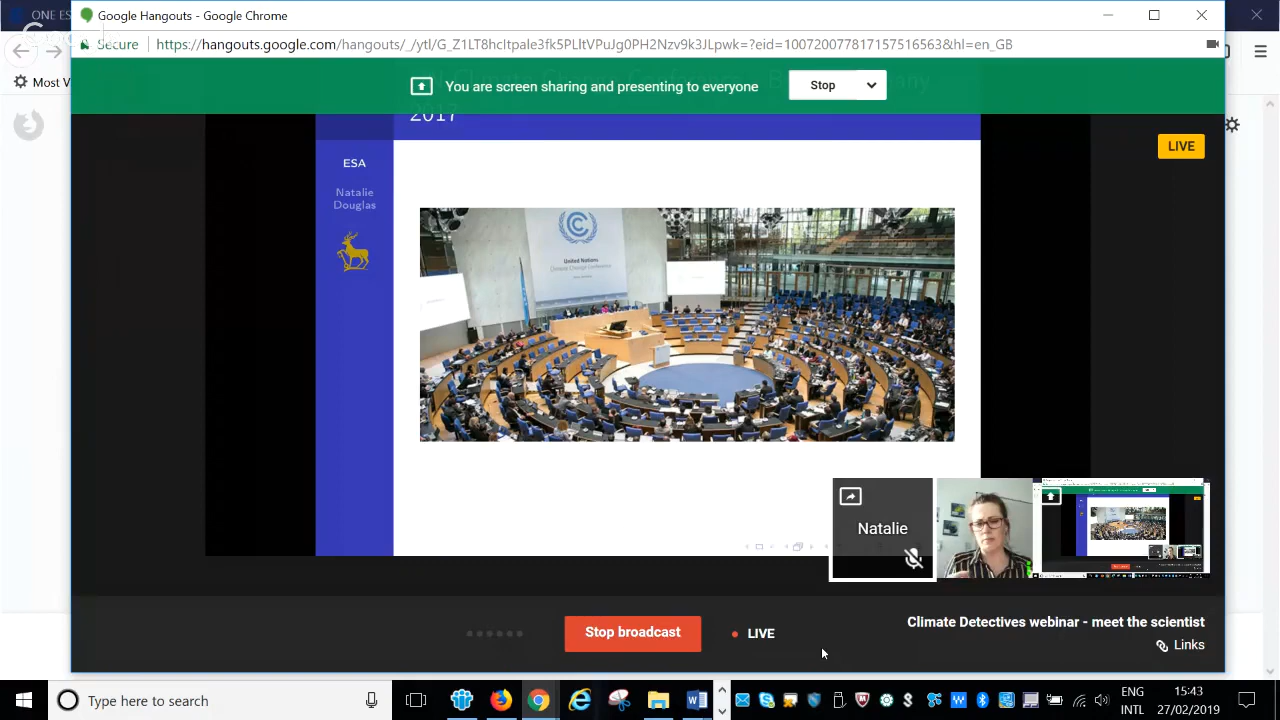 ONE ES
Google Hangouts - Google Chrome
Secure
https://hangouts.google.com/hangouts/_/ytl/G_Z1LT8hcItpale3fk5PLltVPuJg0PH2Nzv9k3JLpwk=?eid=100720077817157516563&hl=en_GB
Most V
You are screen sharing and presenting to everyone
Stop
2017
LIVE
ESA
Natalie
Douglas
United Nations
Climate Change Conference
Natalie
Stop broadcast
LIVE
Climate Detectives webinar - meet the scientist
Links
Type here to search
ENG
INTL
15:43
27/02/2019